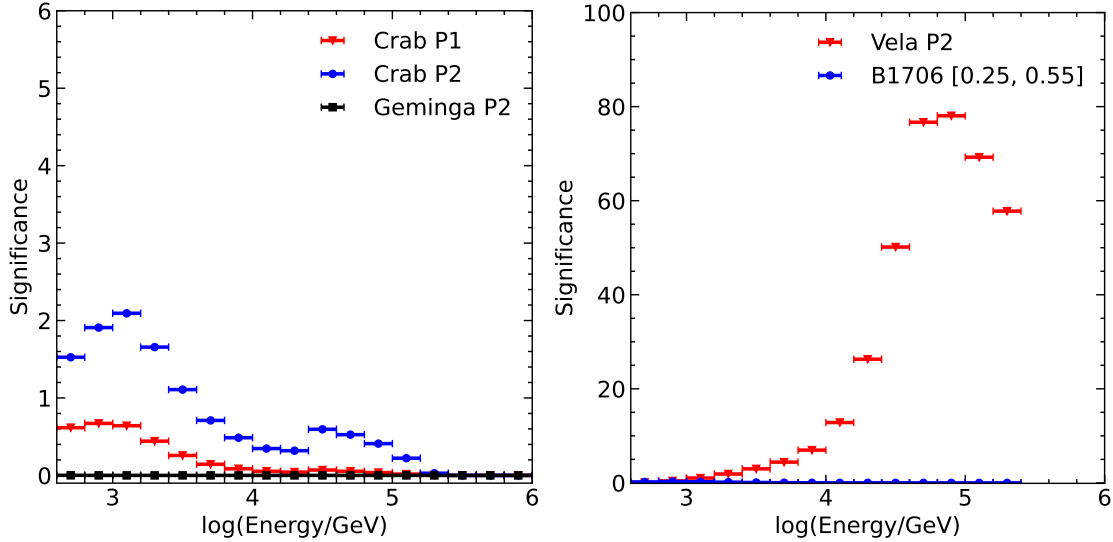 6
5
4
3
2
1
0
Significance
3
4
5
6
log(Energy/GeV)
Crab P1
Crab P2
Geminga P2
100
80
60
40
20
0
Significance
3
4
5
6
log(Energy/GeV)
Vela P2
B1706 [0.25, 0.55]